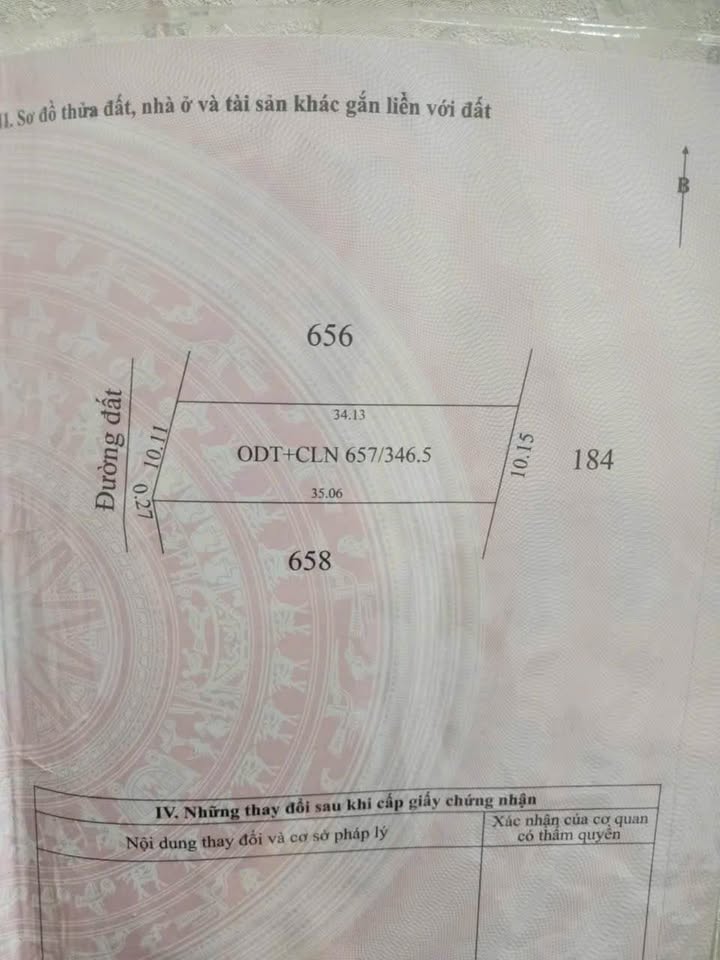 II. Sơ đồ thửa đất, nhà ở và tài sản khác gắn liền với đất
B
656
Đường đất
34.13
10.11
ODT+CLN 657/346.5
10.15
184
0.27
35.06
658
IV. Những thay đổi sau khi cấp giấy chứng nhận
Nội dung thay đổi và cơ sở pháp lý
Xác nhận của cơ quan
có thẩm quyền